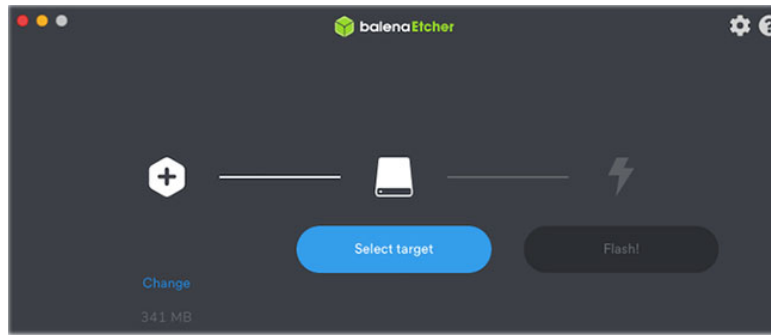 balenaEtcher
Select target
Flash!
Change
341 MB